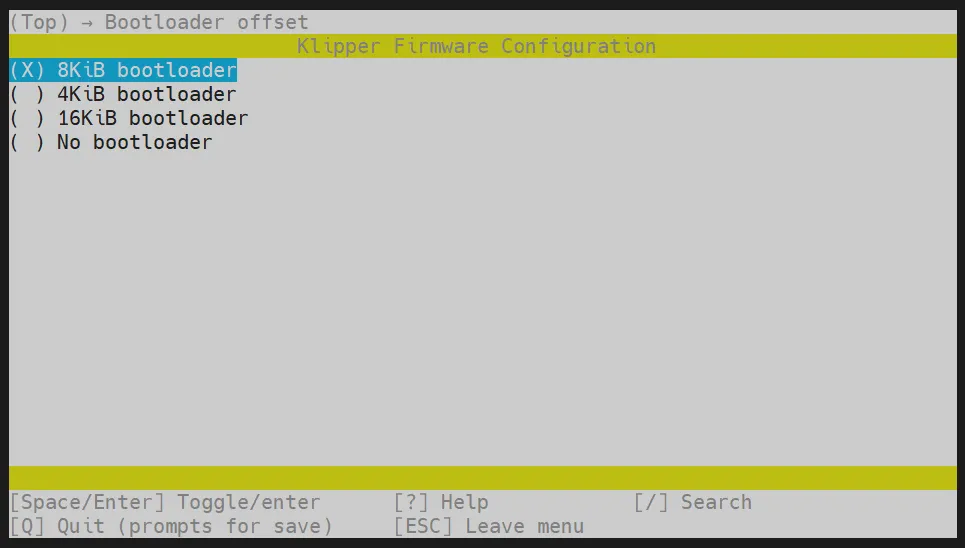 (Top) → Bootloader offset
Klipper Firmware Configuration
(X) 8KiB bootloader
( ) 4KiB bootloader
( ) 16KiB bootloader
( ) No bootloader
[Space/Enter] Toggle/enter [?] Help [/] Search
[Q] Quit (prompts for save) [ESC] Leave menu